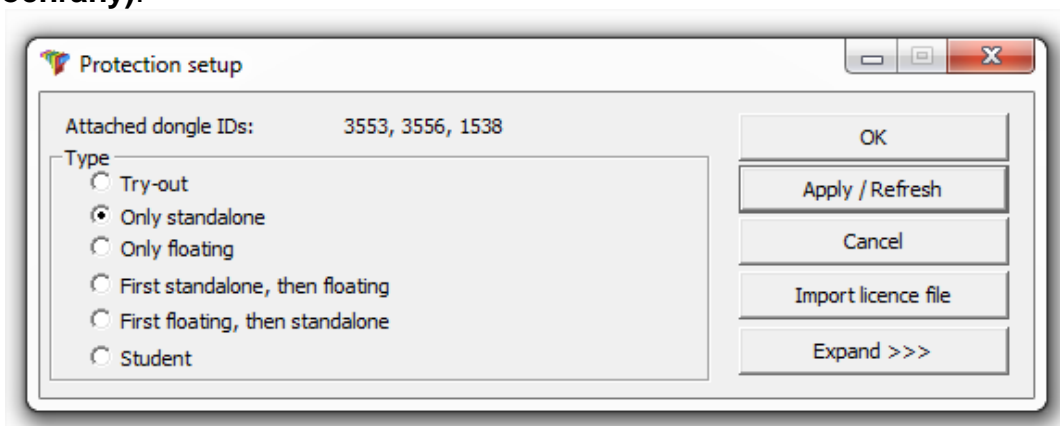 Protection setup
Attached dongle IDs: 3553, 3556, 1538
Type
Try-out
Only standalone
Only floating
First standalone, then floating
First floating, then standalone
Student
OK
Apply / Refresh
Cancel
Import licence file
Expand >>>